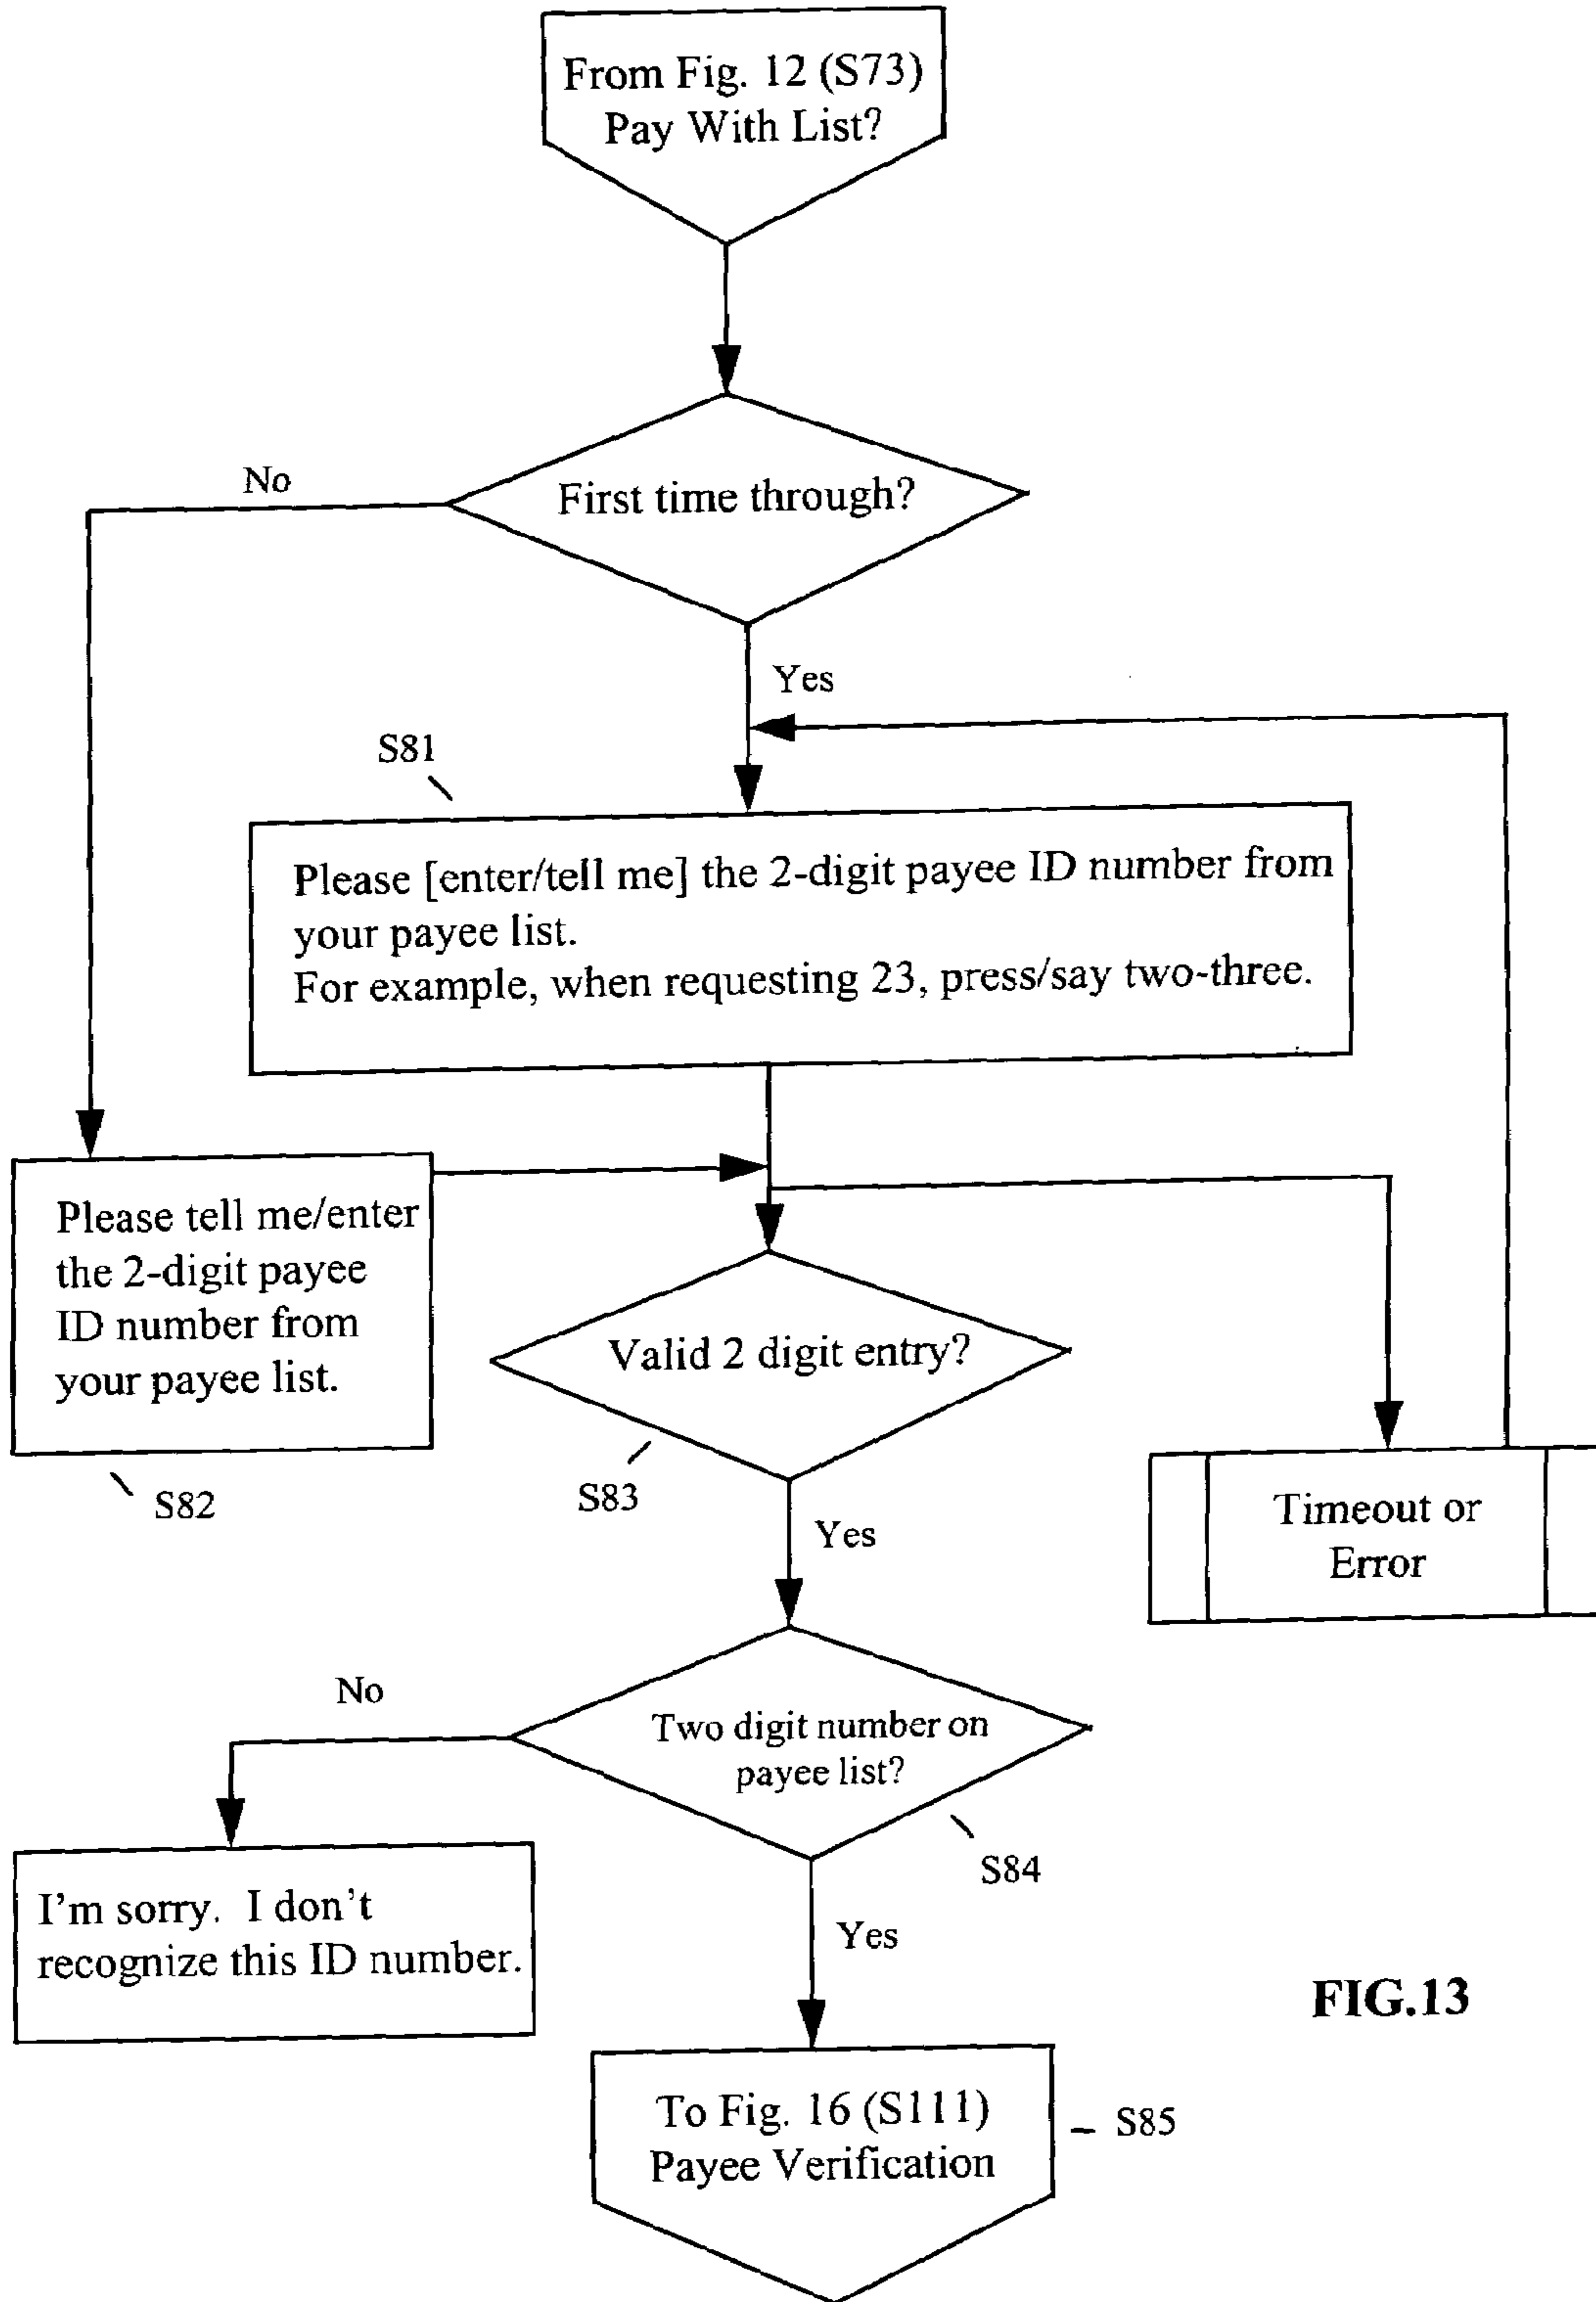 From Fig. 12 (S73)
Pay With List?
No
First time through?
Yes
S81
Please [enter/tell me] the 2-digit payee ID number from
your payee list.
For example, when requesting 23, press/say two-three.
Please tell me/enter
the 2-digit payee
ID number from
your payee list.
S82
Valid 2 digit entry?
S83
Yes
Timeout or
Error
No
Two digit number on
payee list?
S84
I'm sorry. I don't
recognize this ID number.
Yes
FIG.13
To Fig. 16 (S111)
Payee Verification
S85